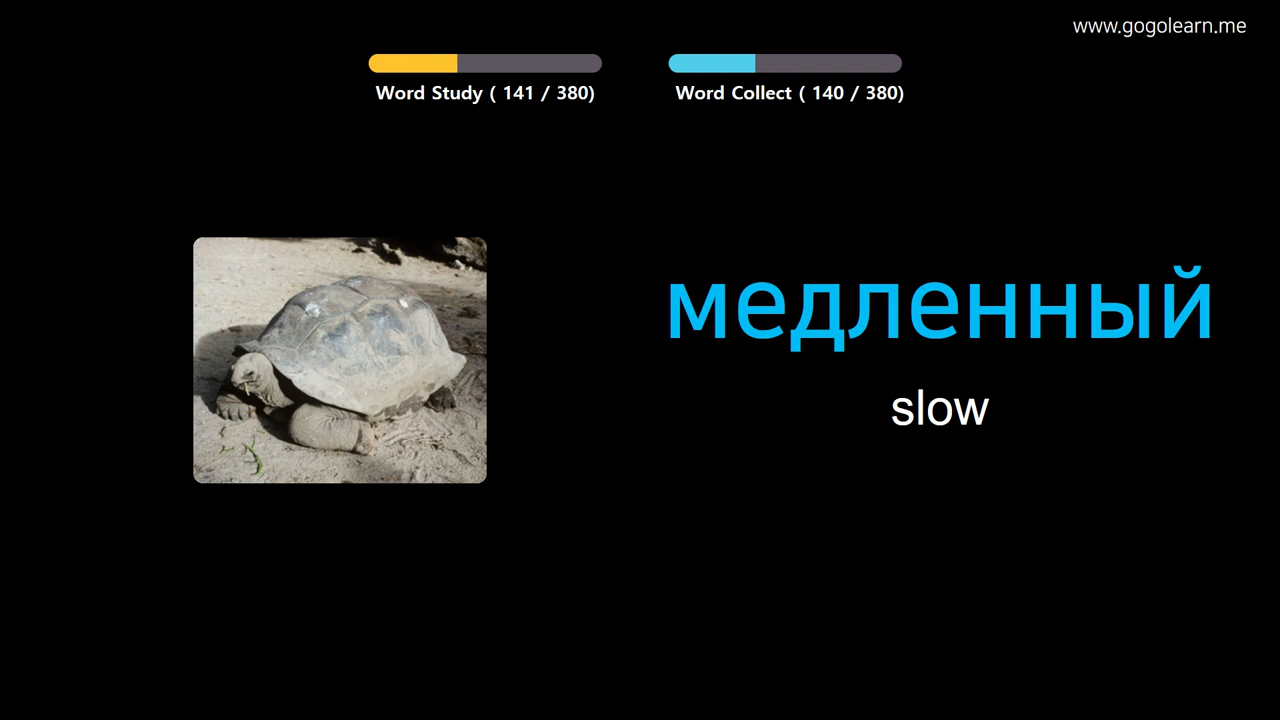 www.gogolearn.me
Word Study ( 141 / 380)
Word Collect ( 140 / 380)
медленный
slow